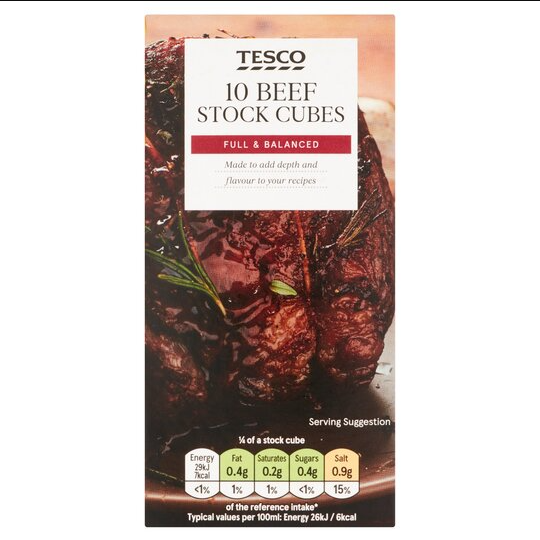 TESCO
10 BEEF
STOCK CUBES
FULL & BALANCED
Made to add depth and
flavour to your recipes
Serving Suggestion
¼ of a stock cube
Energy Fat Saturates Sugars Salt
29kJ
7kcal 0.4g 0.2g 0.4g 0.9g
<1% 1% 1% <1% 15%
of the reference intake*
Typical values per 100ml: Energy 26kJ / 6kcal